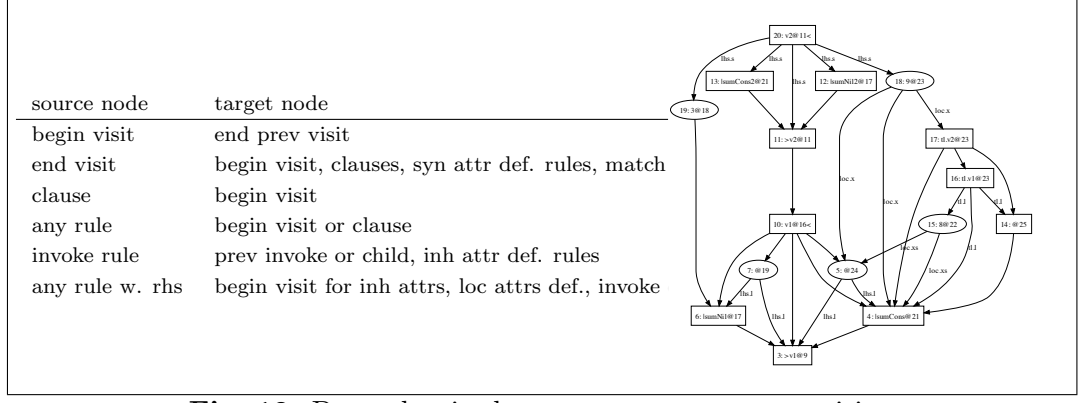 source node target node
begin visit end prev visit
end visit begin visit, clauses, syn attr def. rules, match
clause begin visit
any rule begin visit or clause
invoke rule prev invoke or child, inh attr def. rules
any rule w. rhs begin visit for inh attrs, loc attrs def., invoke
20: v2@11<
lhs.s
lhs.s
lhs.s
lhs.s
lhs.s
13: |sumCons2@21
12: |sumNil2@17
18: 9@23
19: 3@18
loc.x
11: >v2@11
17: tl.v2@23
loc.x
16: tl.v1@23
loc.x
tl.l
tl.l
10: v1@16<
15: 8@22
14: @25
loc.xs
tl.l
7: @19
5: @24
loc.xs
lhs.l
lhs.l
6: |sumNil@17
lhs.l
lhs.l
4: |sumCons@21
3: >v1@9